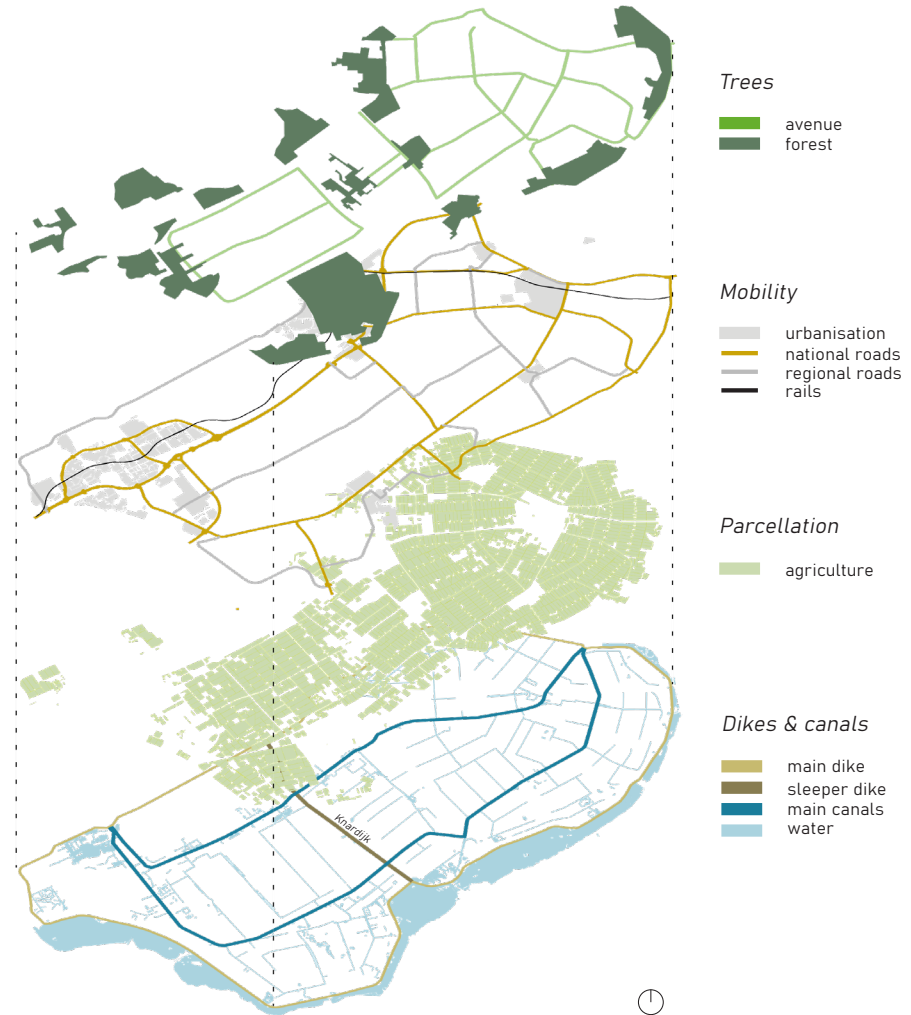 Trees
avenue
forest
Mobility
urbanisation
national roads
regional roads
rails
Parcellation
agriculture
Dikes & canals
main dike
sleeper dike
main canals
water
Knardijk